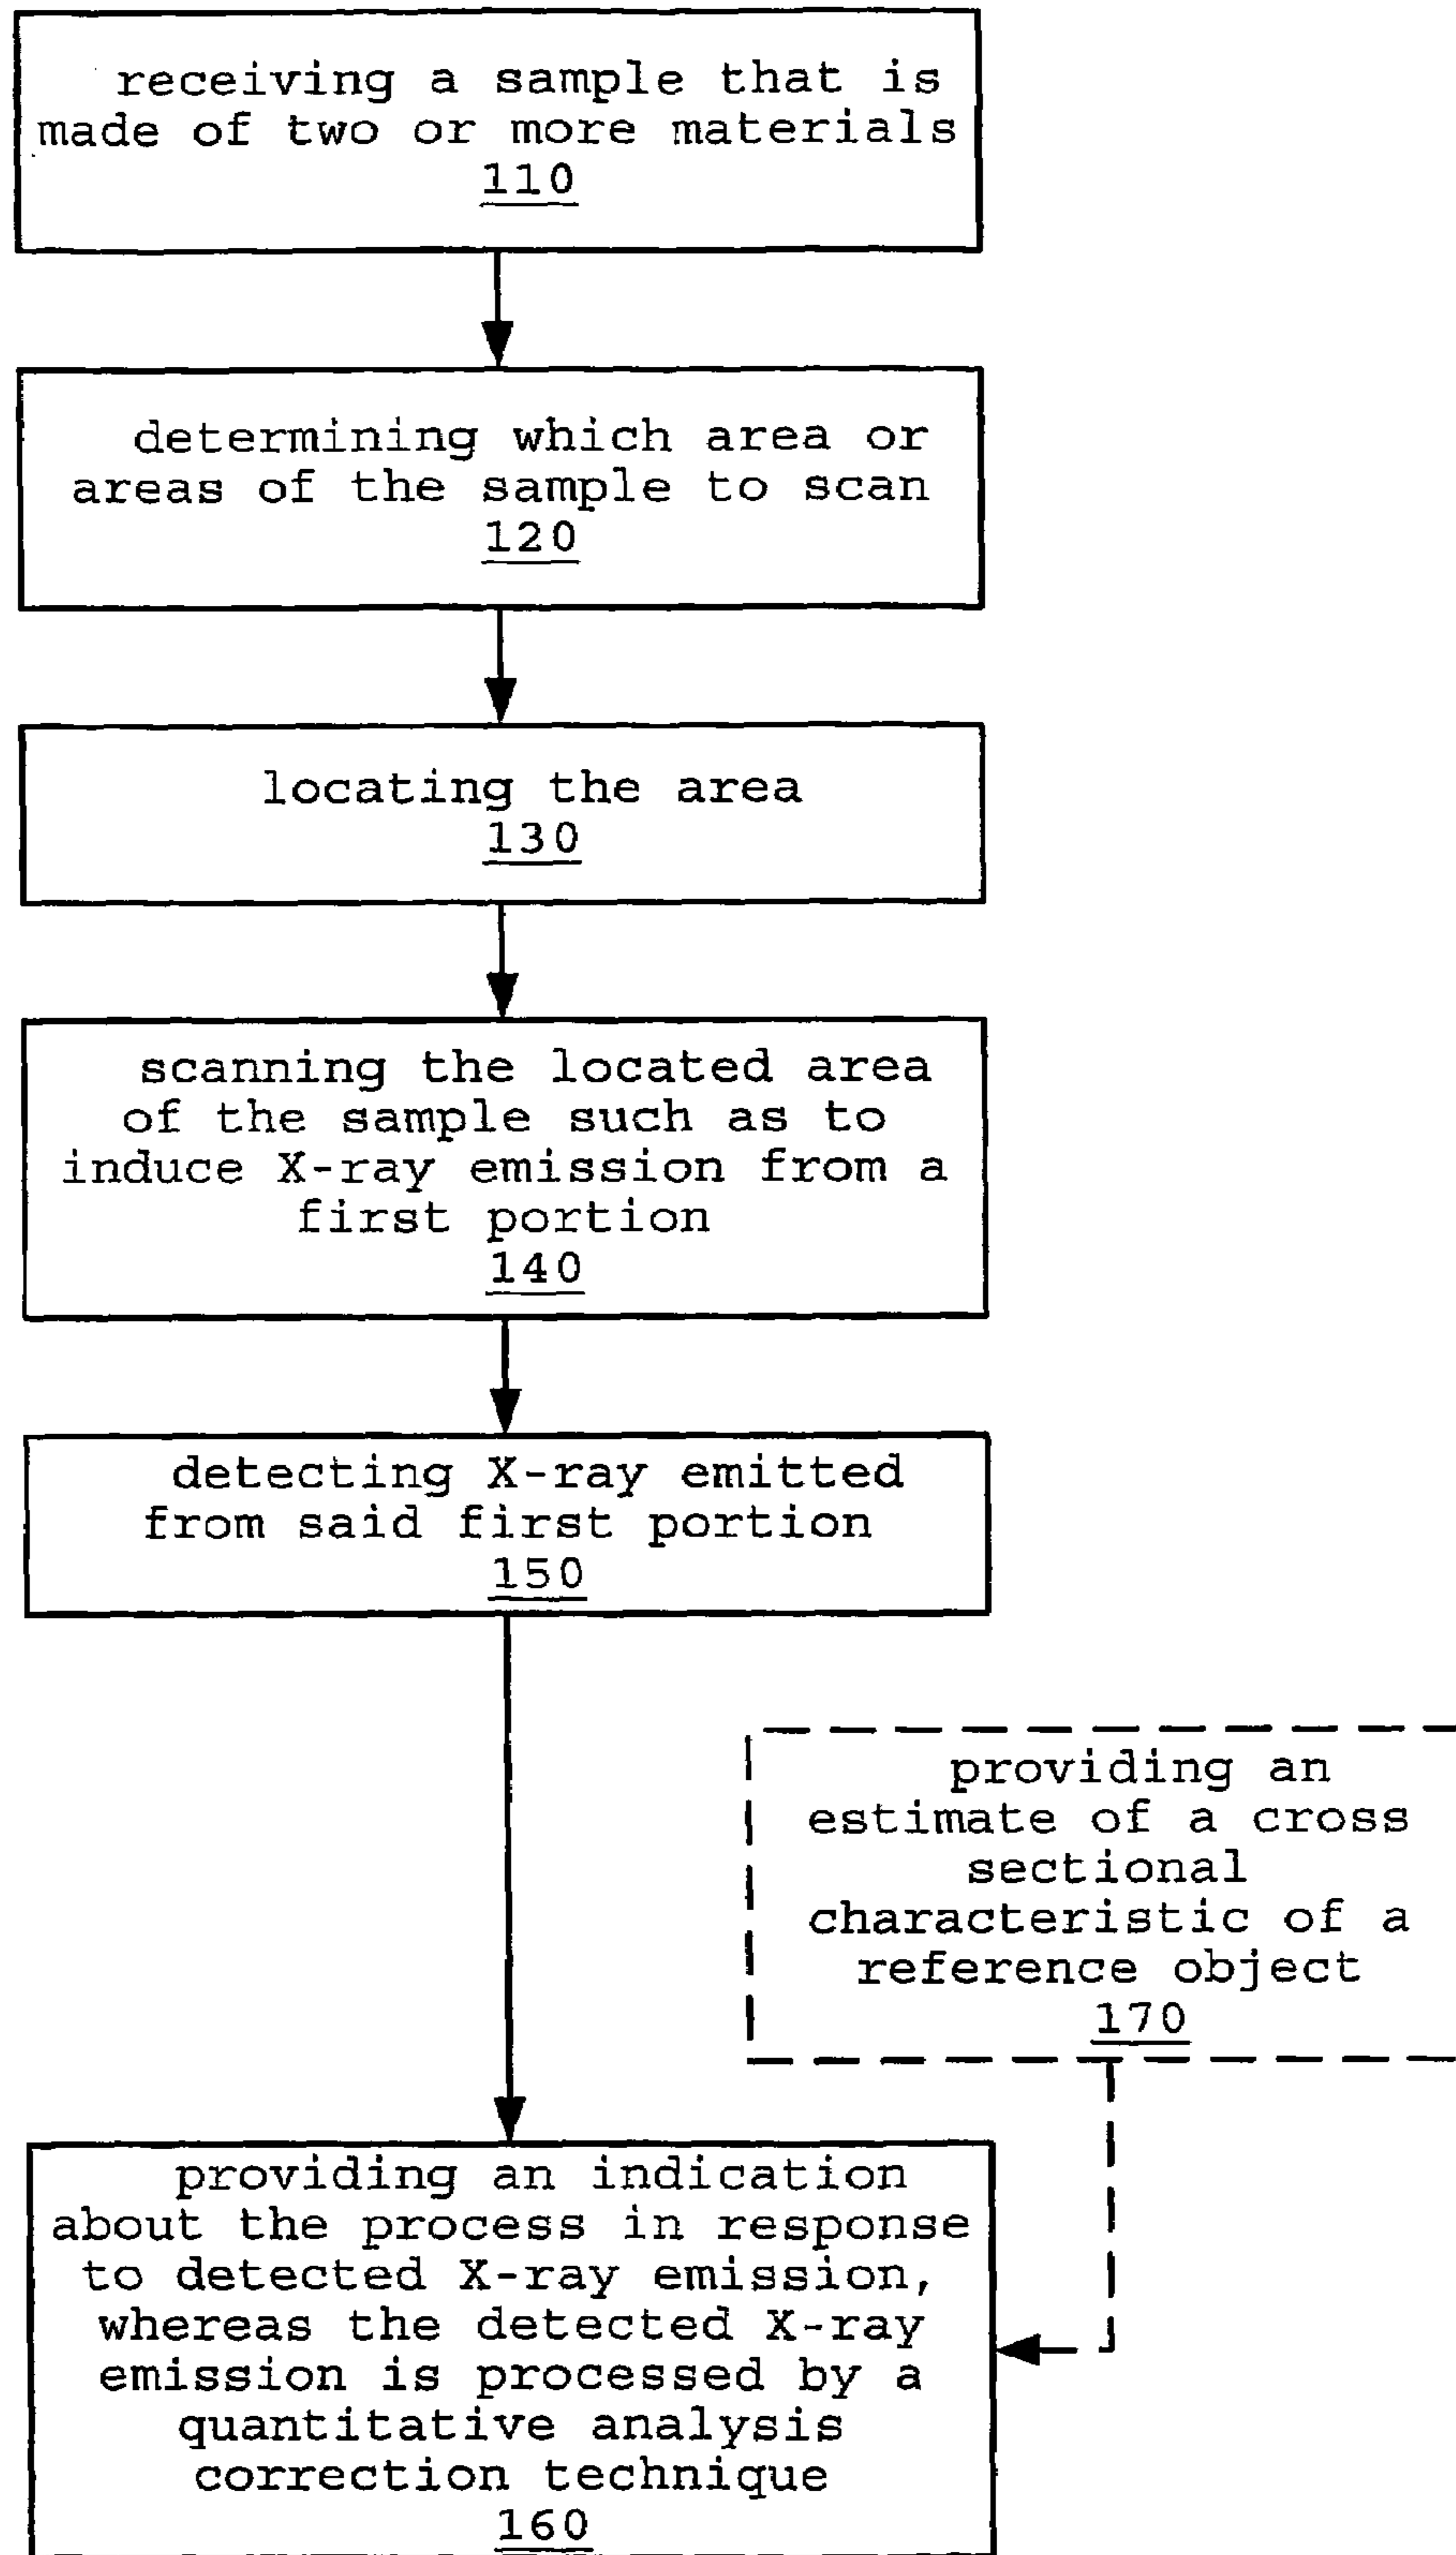 receiving a sample that is
made of two or more materials
110
determining which area or
areas of the sample to scan
120
locating the area
130
scanning the located area
of the sample such as to
induce X-ray emission from a
first portion
140
detecting X-ray emitted
from said first portion
150
providing an
estimate of a cross
sectional
characteristic of a
reference object
170
providing an indication
about the process in response
to detected X-ray emission,
whereas the detected X-ray
emission is processed by a
quantitative analysis
correction technique
160